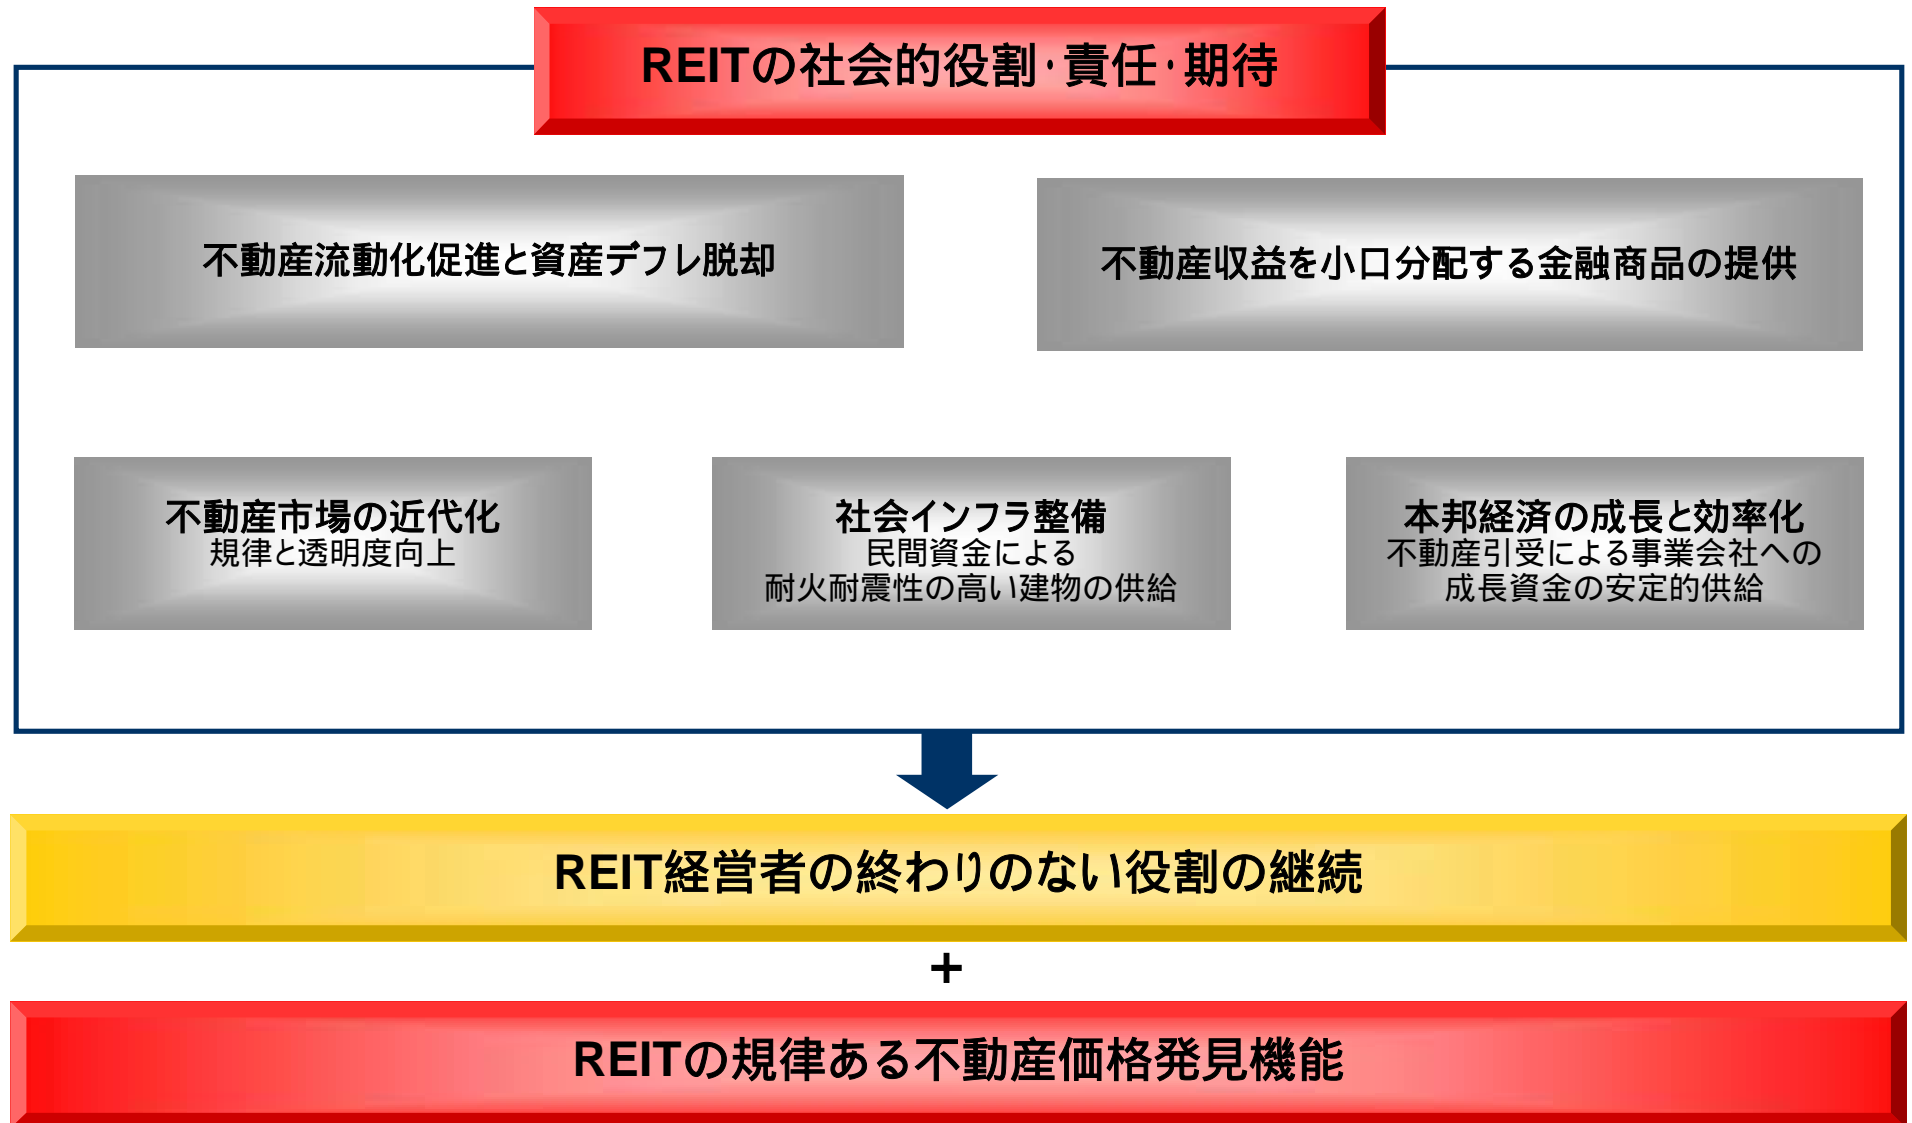 REITの社会的役割･責任･期待
不動産流動化促進と資産デフレ脱却
不動産収益を小口分配する金融商品の提供
不動産市場の近代化
規律と透明度向上
社会インフラ整備
民間資金による
耐火耐震性の高い建物の供給
本邦経済の成長と効率化
不動産引受による事業会社への
成長資金の安定的供給
REIT経営者の終わりのない役割の継続
+
REITの規律ある不動産価格発見機能